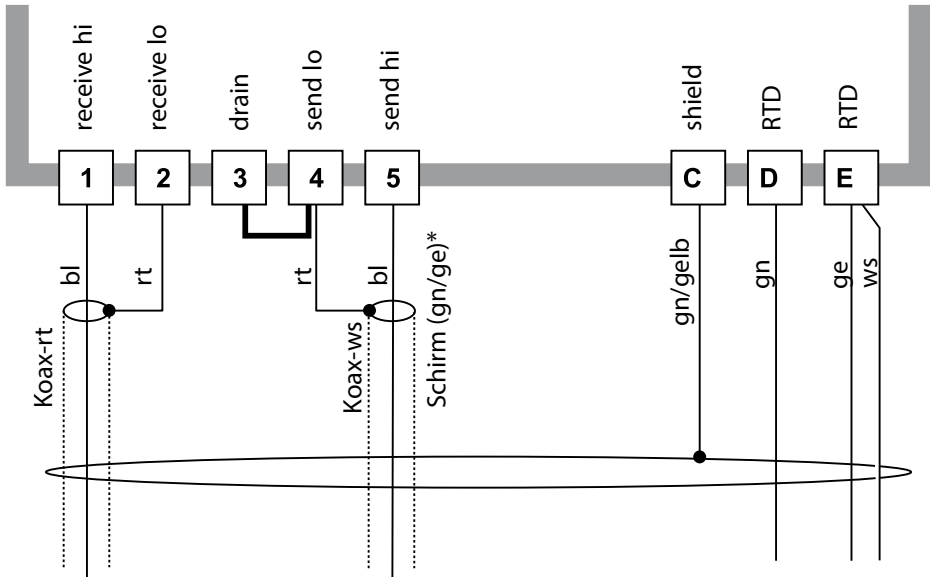 receive hi
receive lo
drain
send lo
send hi
shield
RTD
RTD
1
2
3
4
5
C
D
E
bl
rt
rt
bl
Schirm (gn/ge)*
gn/gelb
gn
ge
ws
Koax-rt
Koax-ws